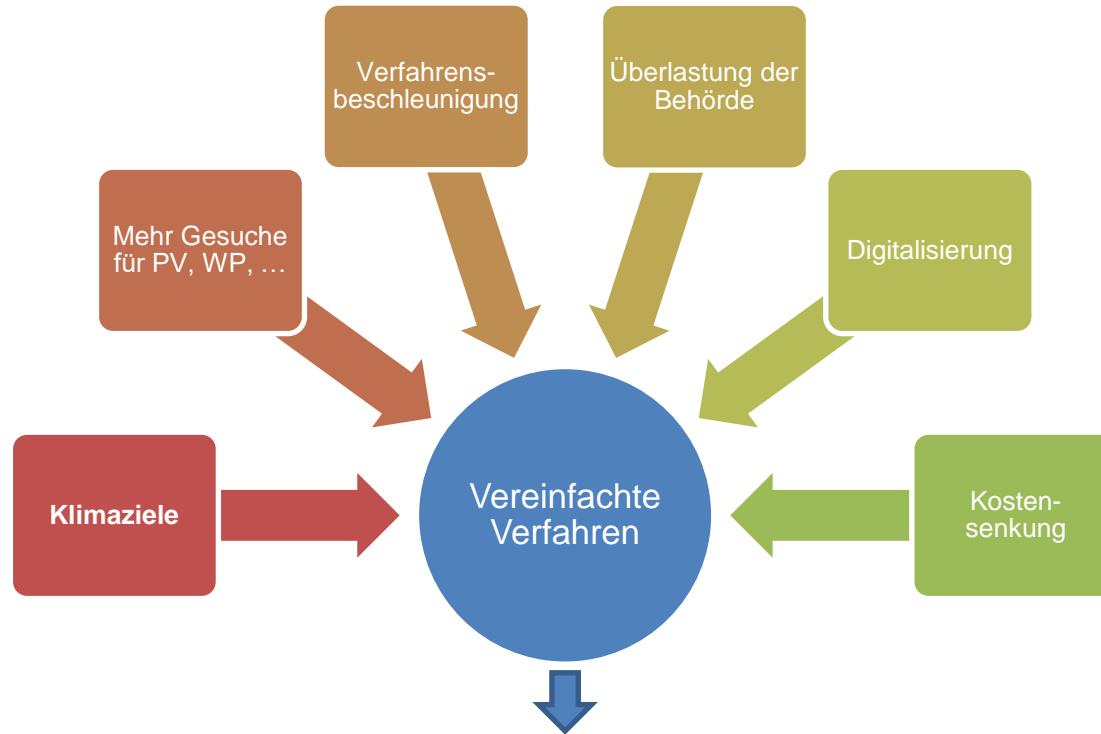 Verfahrens-
beschleunigung
Überlastung der
Behörde
Mehr Gesuche
für PV, WP, …
Digitalisierung
Klimaziele
Vereinfachte
Verfahren
Kosten-
senkung